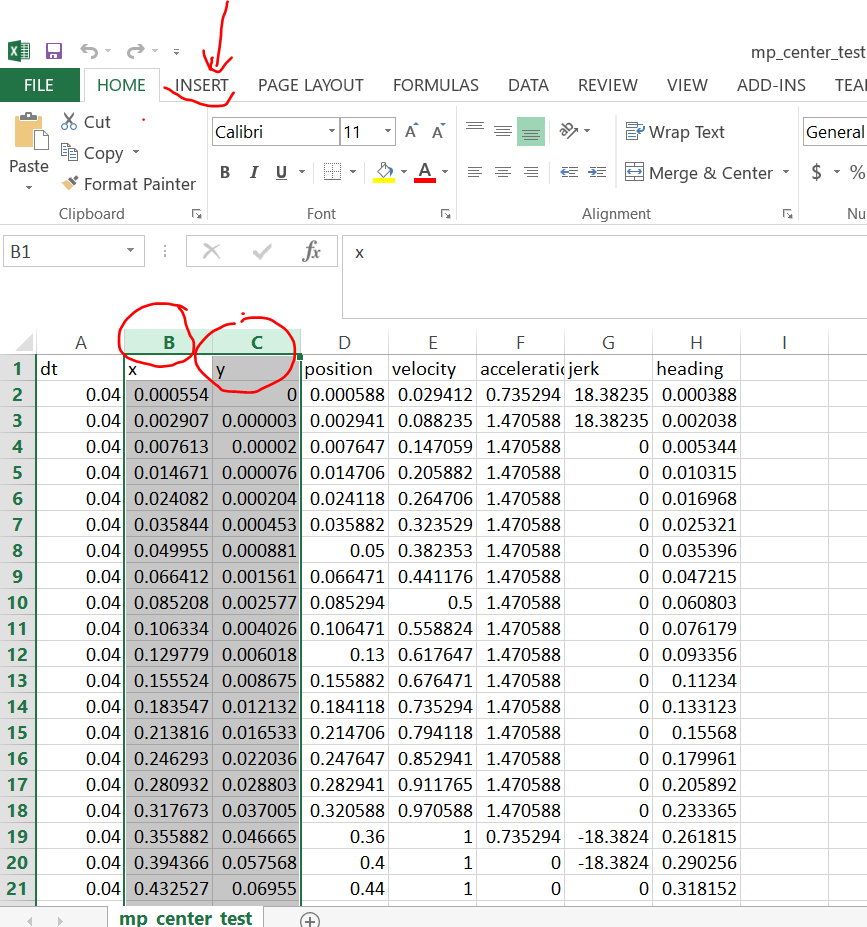 mp_center_test
FILE HOME INSERT PAGE LAYOUT FORMULAS DATA REVIEW VIEW ADD-INS TEA
Cut Calibri 11 A A Wrap Text General
Paste Copy B I U A Merge & Center $ %
Format Painter
Clipboard Font Alignment Nu
B1 fx x
A B C D E F G H I
1 dt x y position velocity acceleratio jerk heading
2 0.04 0.000554 0 0.000588 0.029412 0.735294 18.38235 0.000388
3 0.04 0.002907 0.000003 0.002941 0.088235 1.470588 18.38235 0.002038
4 0.04 0.007613 0.00002 0.007647 0.147059 1.470588 0 0.005344
5 0.04 0.014671 0.000076 0.014706 0.205882 1.470588 0 0.010315
6 0.04 0.024082 0.000204 0.024118 0.264706 1.470588 0 0.016968
7 0.04 0.035844 0.000453 0.035882 0.323529 1.470588 0 0.025321
8 0.04 0.049955 0.000881 0.05 0.382353 1.470588 0 0.035396
9 0.04 0.066412 0.001561 0.066471 0.441176 1.470588 0 0.047215
10 0.04 0.085208 0.002577 0.085294 0.5 1.470588 0 0.060803
11 0.04 0.106334 0.004026 0.106471 0.558824 1.470588 0 0.076179
12 0.04 0.129779 0.006018 0.13 0.617647 1.470588 0 0.093356
13 0.04 0.155524 0.008675 0.155882 0.676471 1.470588 0 0.11234
14 0.04 0.183547 0.012132 0.184118 0.735294 1.470588 0 0.133123
15 0.04 0.213816 0.016533 0.214706 0.794118 1.470588 0 0.15568
16 0.04 0.246293 0.022036 0.247647 0.852941 1.470588 0 0.179961
17 0.04 0.280932 0.028803 0.282941 0.911765 1.470588 0 0.205892
18 0.04 0.317673 0.037005 0.320588 0.970588 1.470588 0 0.233365
19 0.04 0.355882 0.046665 0.36 1 0.735294 -18.3824 0.261815
20 0.04 0.394366 0.057568 0.4 1 0 -18.3824 0.290256
21 0.04 0.432527 0.06955 0.44 1 0 0 0.318152
mp_center_test